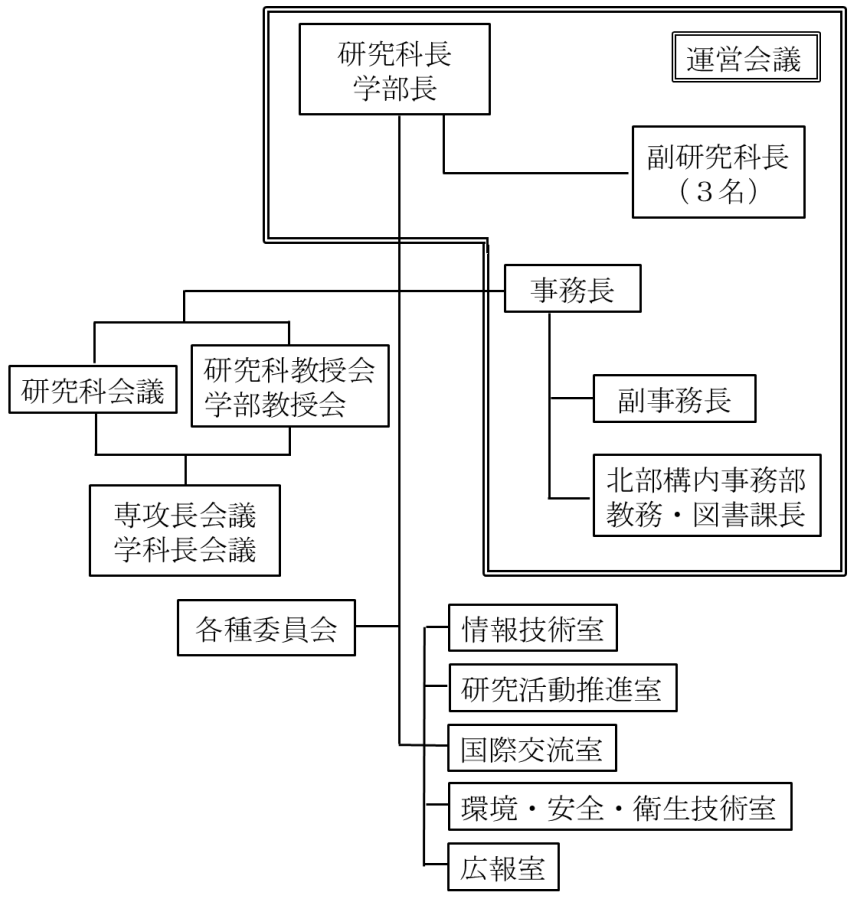 研究科長
学部長
運営会議
副研究科長
（３名）
事務長
研究科会議
研究科教授会
学部教授会
副事務長
北部構内事務部
教務・図書課長
専攻長会議
学科長会議
各種委員会
情報技術室
研究活動推進室
国際交流室
環境・安全・衛生技術室
広報室